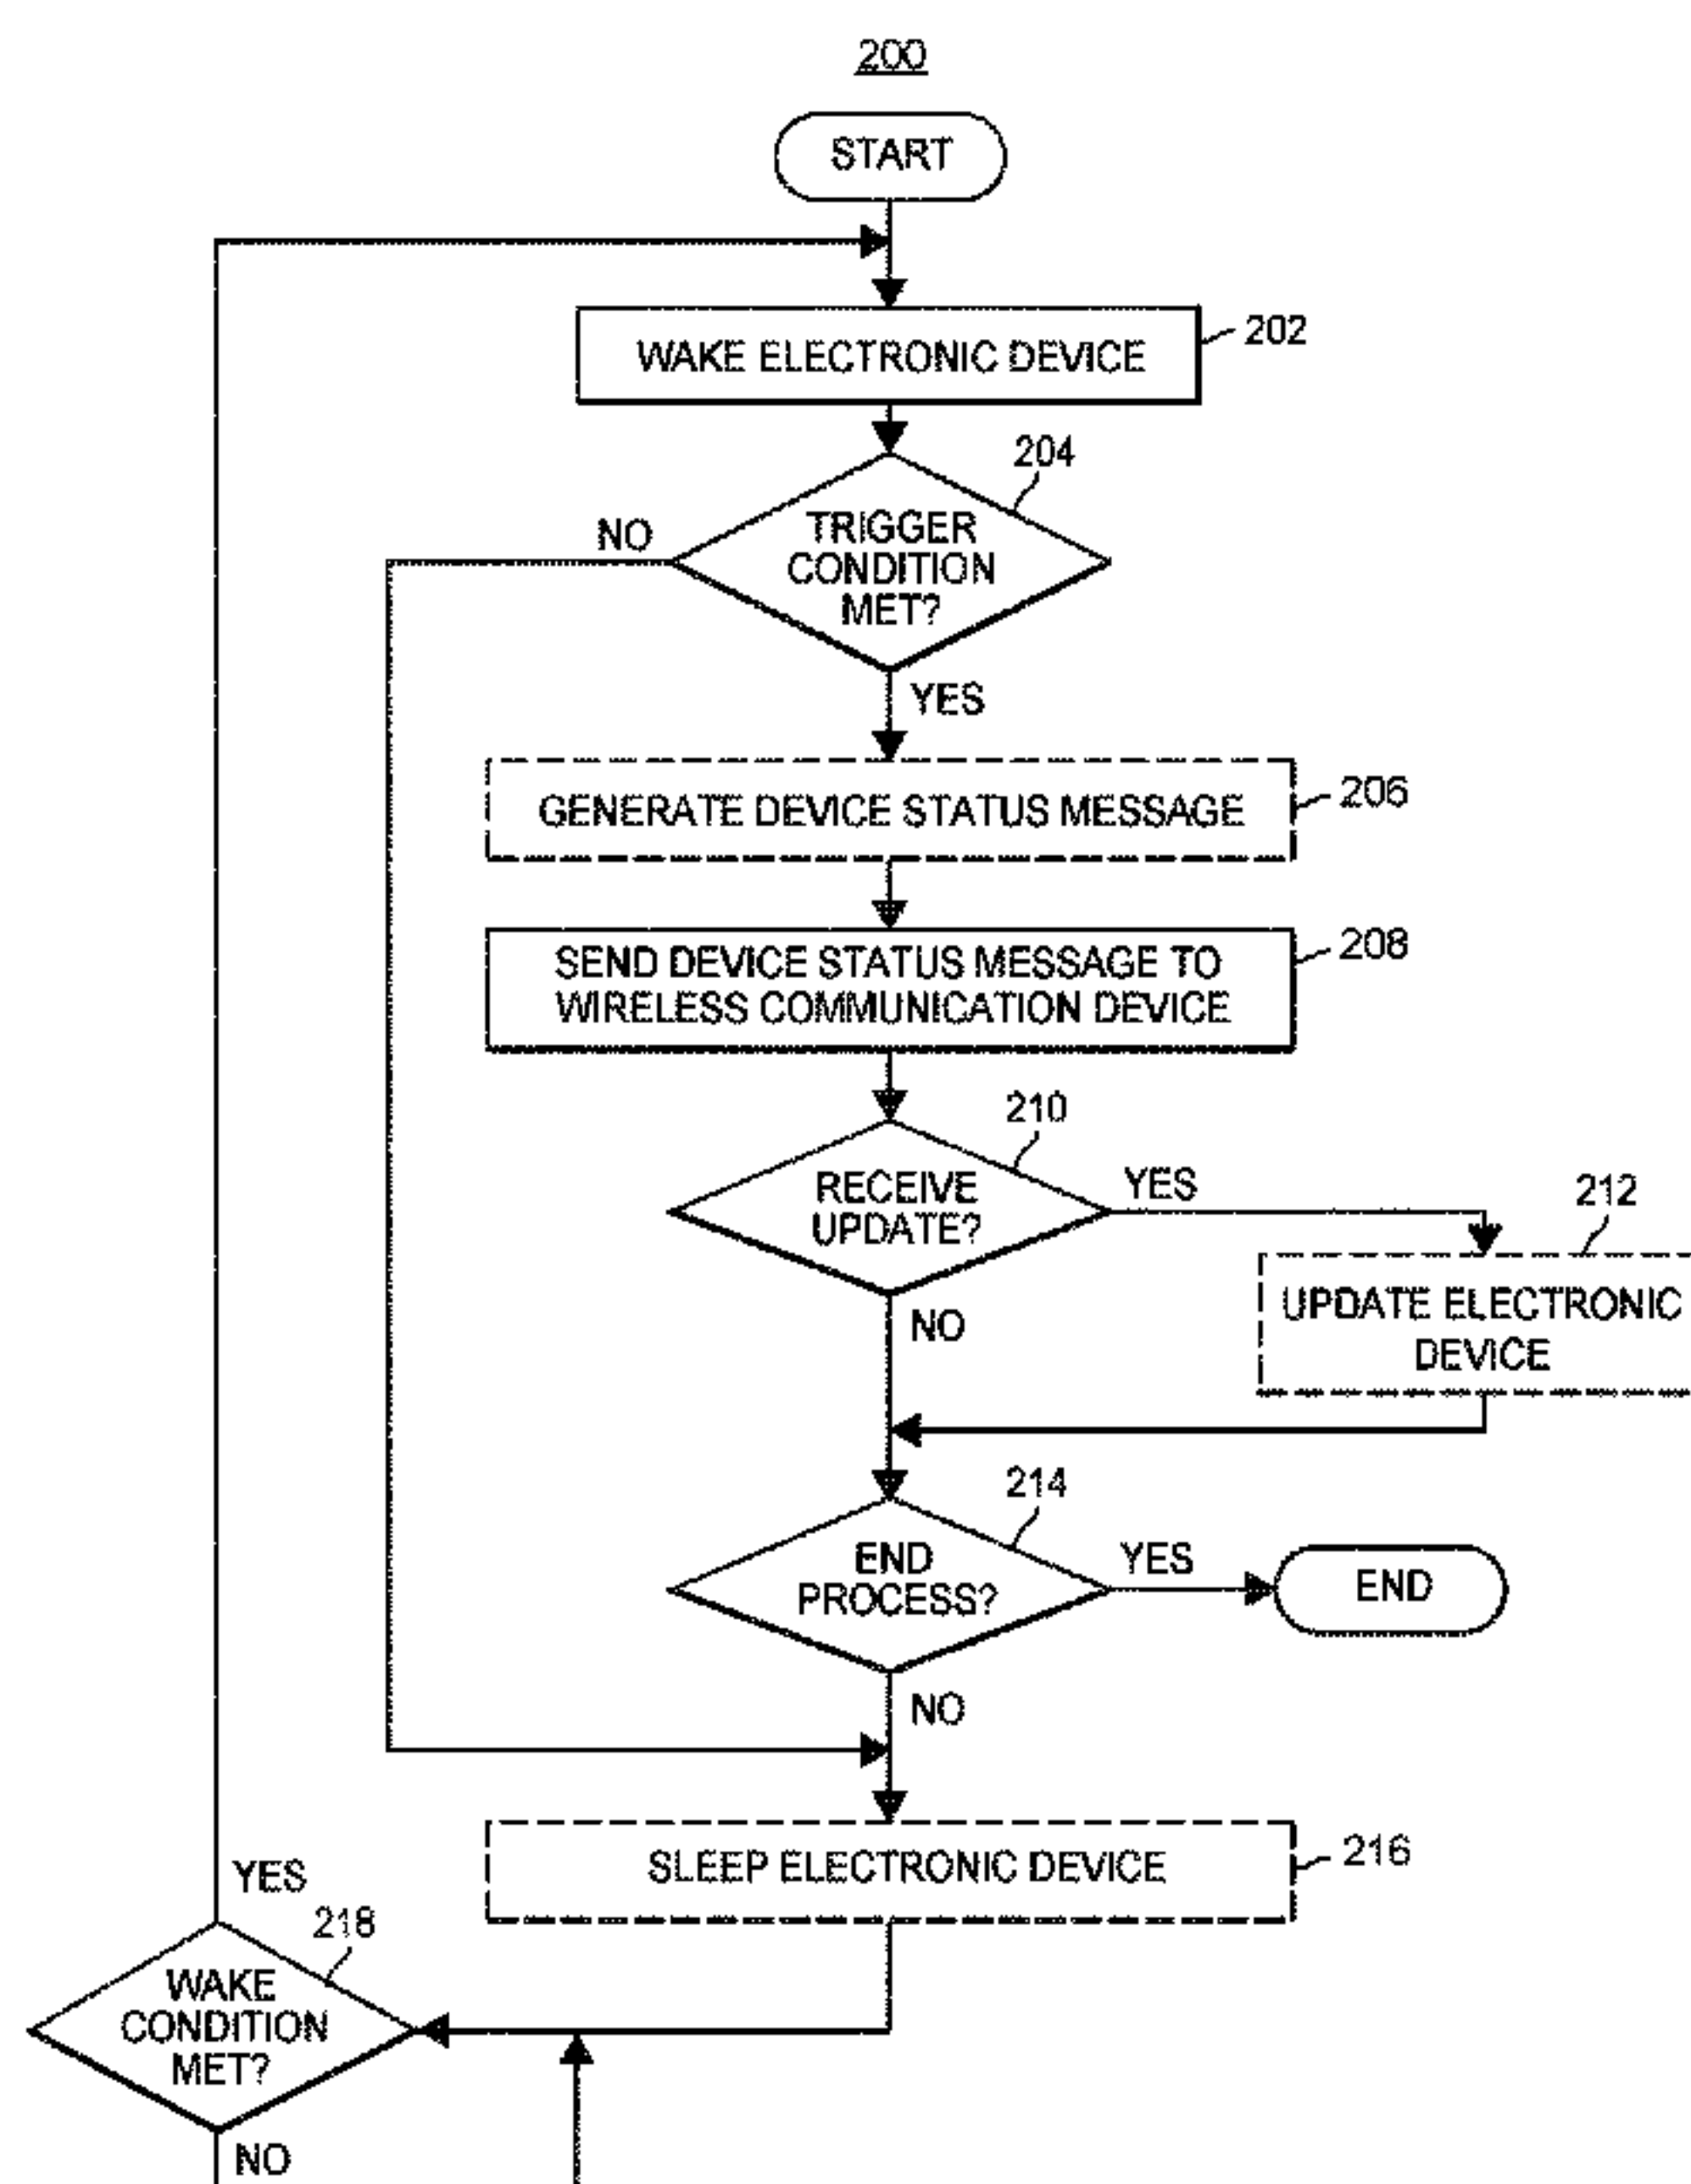 200
START
WAKE ELECTRONIC DEVICE
202
204
TRIGGER
CONDITION
MET?
NO
YES
GENERATE DEVICE STATUS MESSAGE
206
SEND DEVICE STATUS MESSAGE TO
WIRELESS COMMUNICATION DEVICE
208
210
RECEIVE
UPDATE?
YES
212
UPDATE ELECTRONIC
DEVICE
NO
214
END
PROCESS?
YES
END
NO
SLEEP ELECTRONIC DEVICE
216
YES
218
WAKE
CONDITION
MET?
NO